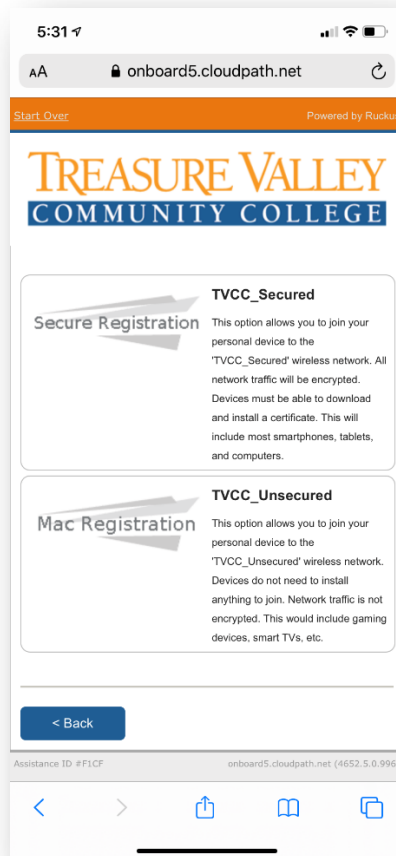 5:31
AA onboard5.cloudpath.net
Start Over Powered by Ruckus
TREASURE VALLEY
COMMUNITY COLLEGE
Secure Registration
TVCC_Secured
This option allows you to join your
personal device to the
'TVCC_Secured' wireless network. All
network traffic will be encrypted.
Devices must be able to download
and install a certificate. This will
include most smartphones, tablets,
and computers.
Mac Registration
TVCC_Unsecured
This option allows you to join your
personal device to the
'TVCC_Unsecured' wireless network.
Devices do not need to install
anything to join. Network traffic is not
encrypted. This would include gaming
devices, smart TVs, etc.
< Back
Assistance ID #F1CF onboard5.cloudpath.net (4652.5.0.996